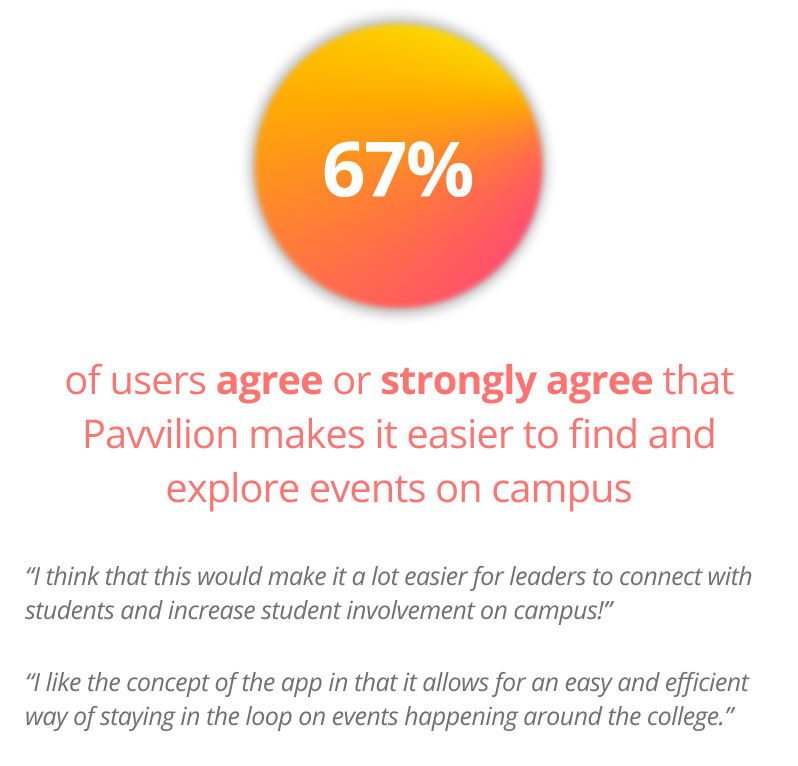 67%
of users agree or strongly agree that
Pavvilion makes it easier to find and
explore events on campus
“I think that this would make it a lot easier for leaders to connect with
students and increase student involvement on campus!”
“I like the concept of the app in that it allows for an easy and efficient
way of staying in the loop on events happening around the college.”